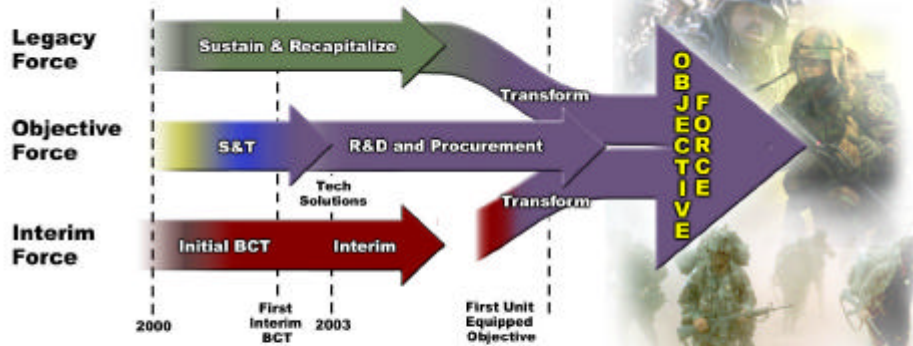 Legacy
Force
Sustain & Recapitalize
Transform
OBJECTIVE
FORCE
Objective
Force
S&T
R&D and Procurement
Tech
Solutions
Transform
Interim
Force
Initial BCT
Interim
2000
First
Interim
BCT
2003
First Unit
Equipped
Objective